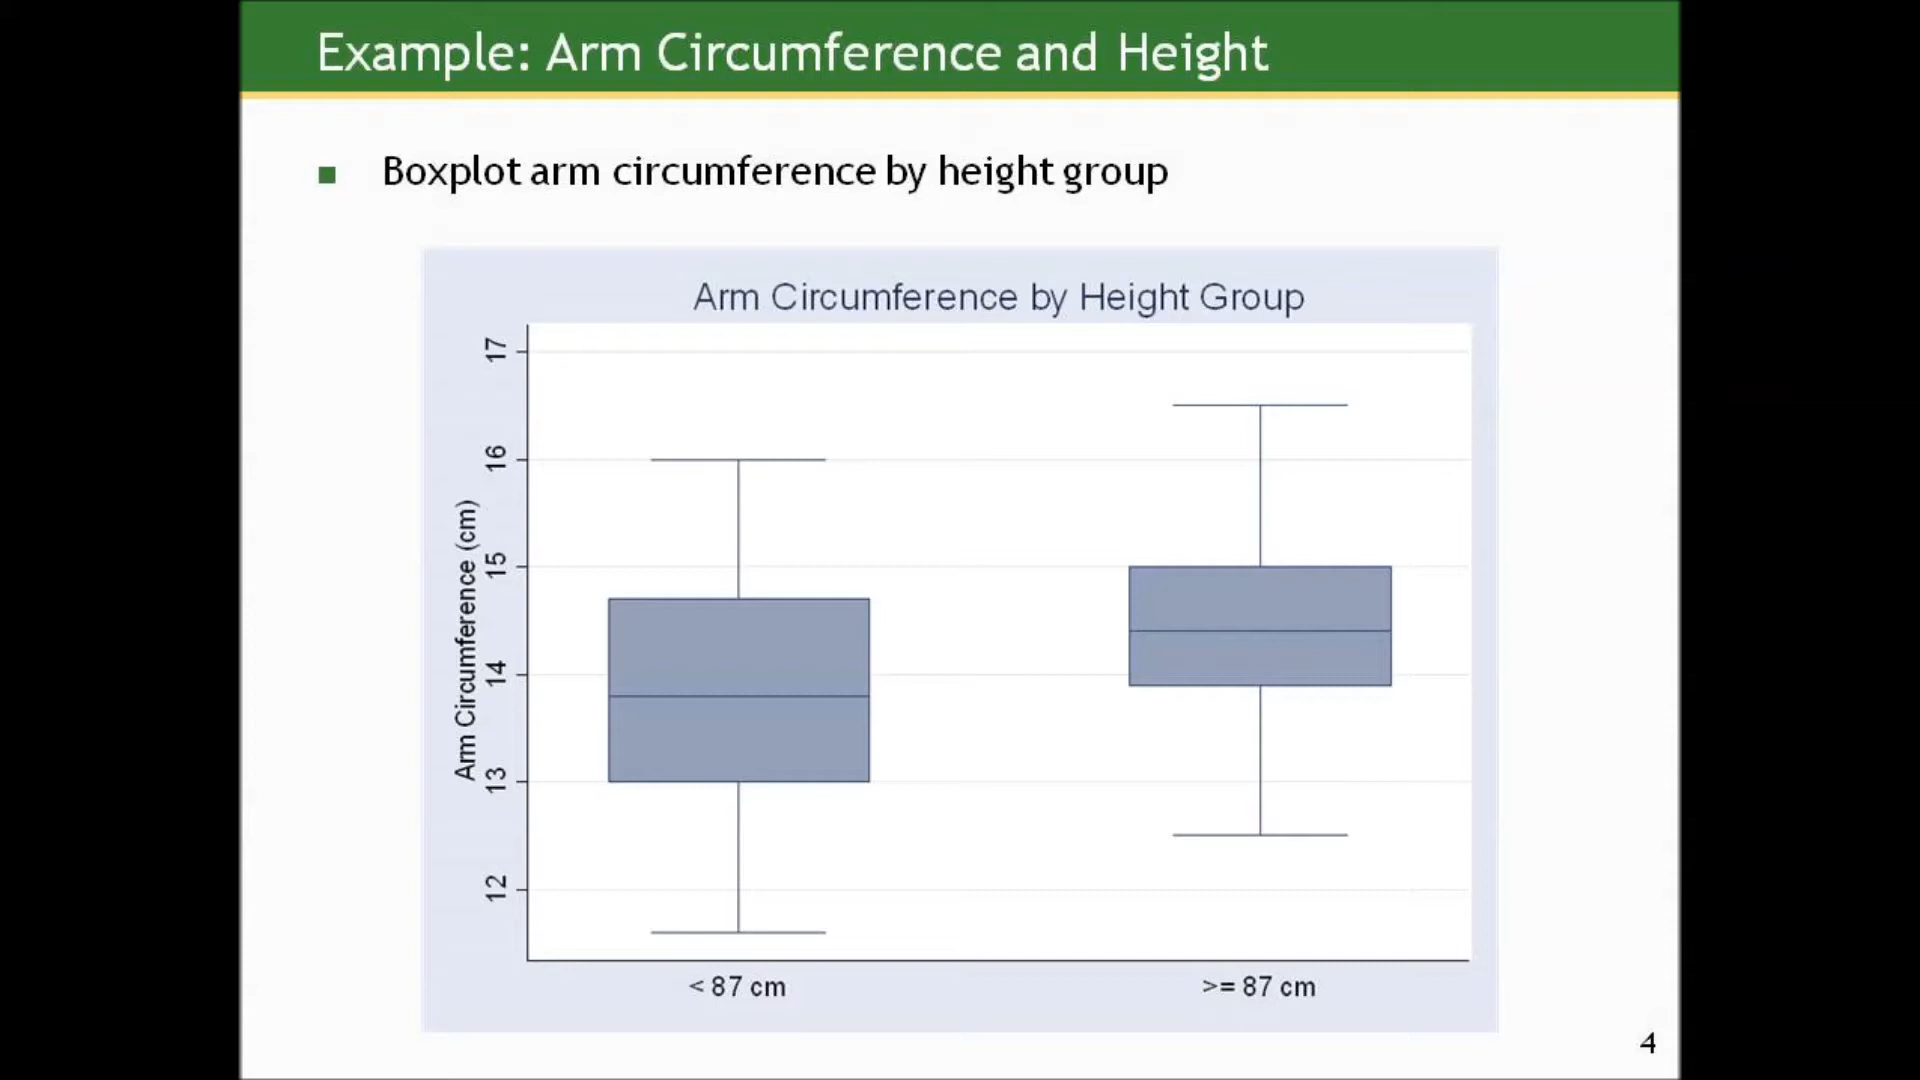 Example: Arm Circumference and Height
Boxplot arm circumference by height group
Arm Circumference by Height Group
Arm Circumference (cm)
17
16
15
14
13
12
< 87 cm
>= 87 cm
4